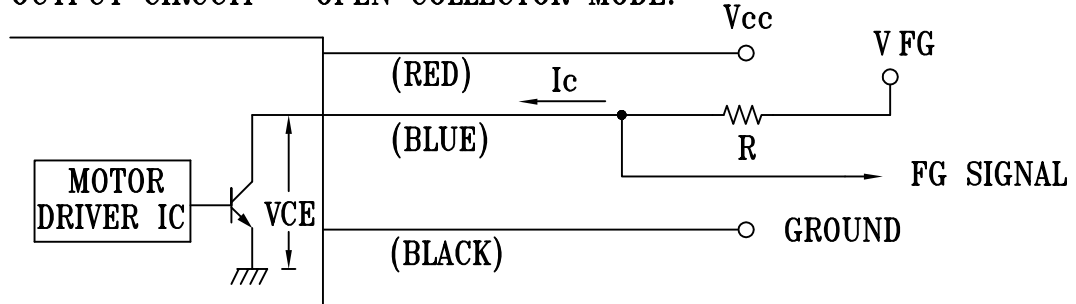 Vcc
V FG
(RED)
Ic
(BLUE)
R
MOTOR
DRIVER IC
VCE
FG SIGNAL
GROUND
(BLACK)